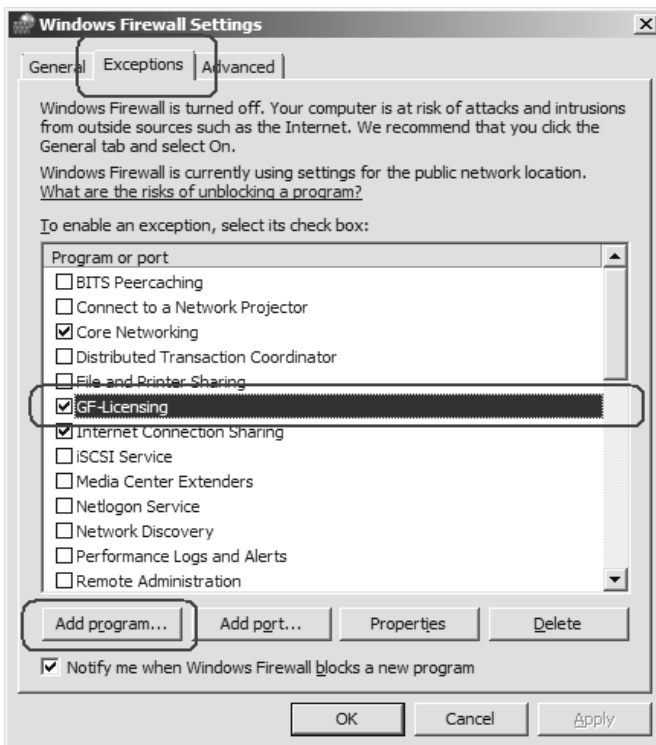 Windows Firewall Settings
General Exceptions Advanced
Windows Firewall is turned off. Your computer is at risk of attacks and intrusions
from outside sources such as the Internet. We recommend that you click the
General tab and select On.
Windows Firewall is currently using settings for the public network location.
What are the risks of unblocking a program?
To enable an exception, select its check box:
Program or port
BITS Peercaching
Connect to a Network Projector
Core Networking
Distributed Transaction Coordinator
File and Printer Sharing
GF-Licensing
Internet Connection Sharing
iSCSI Service
Media Center Extenders
Netlogon Service
Network Discovery
Performance Logs and Alerts
Remote Administration
Add program... Add port... Properties Delete
Notify me when Windows Firewall blocks a new program
OK Cancel Apply